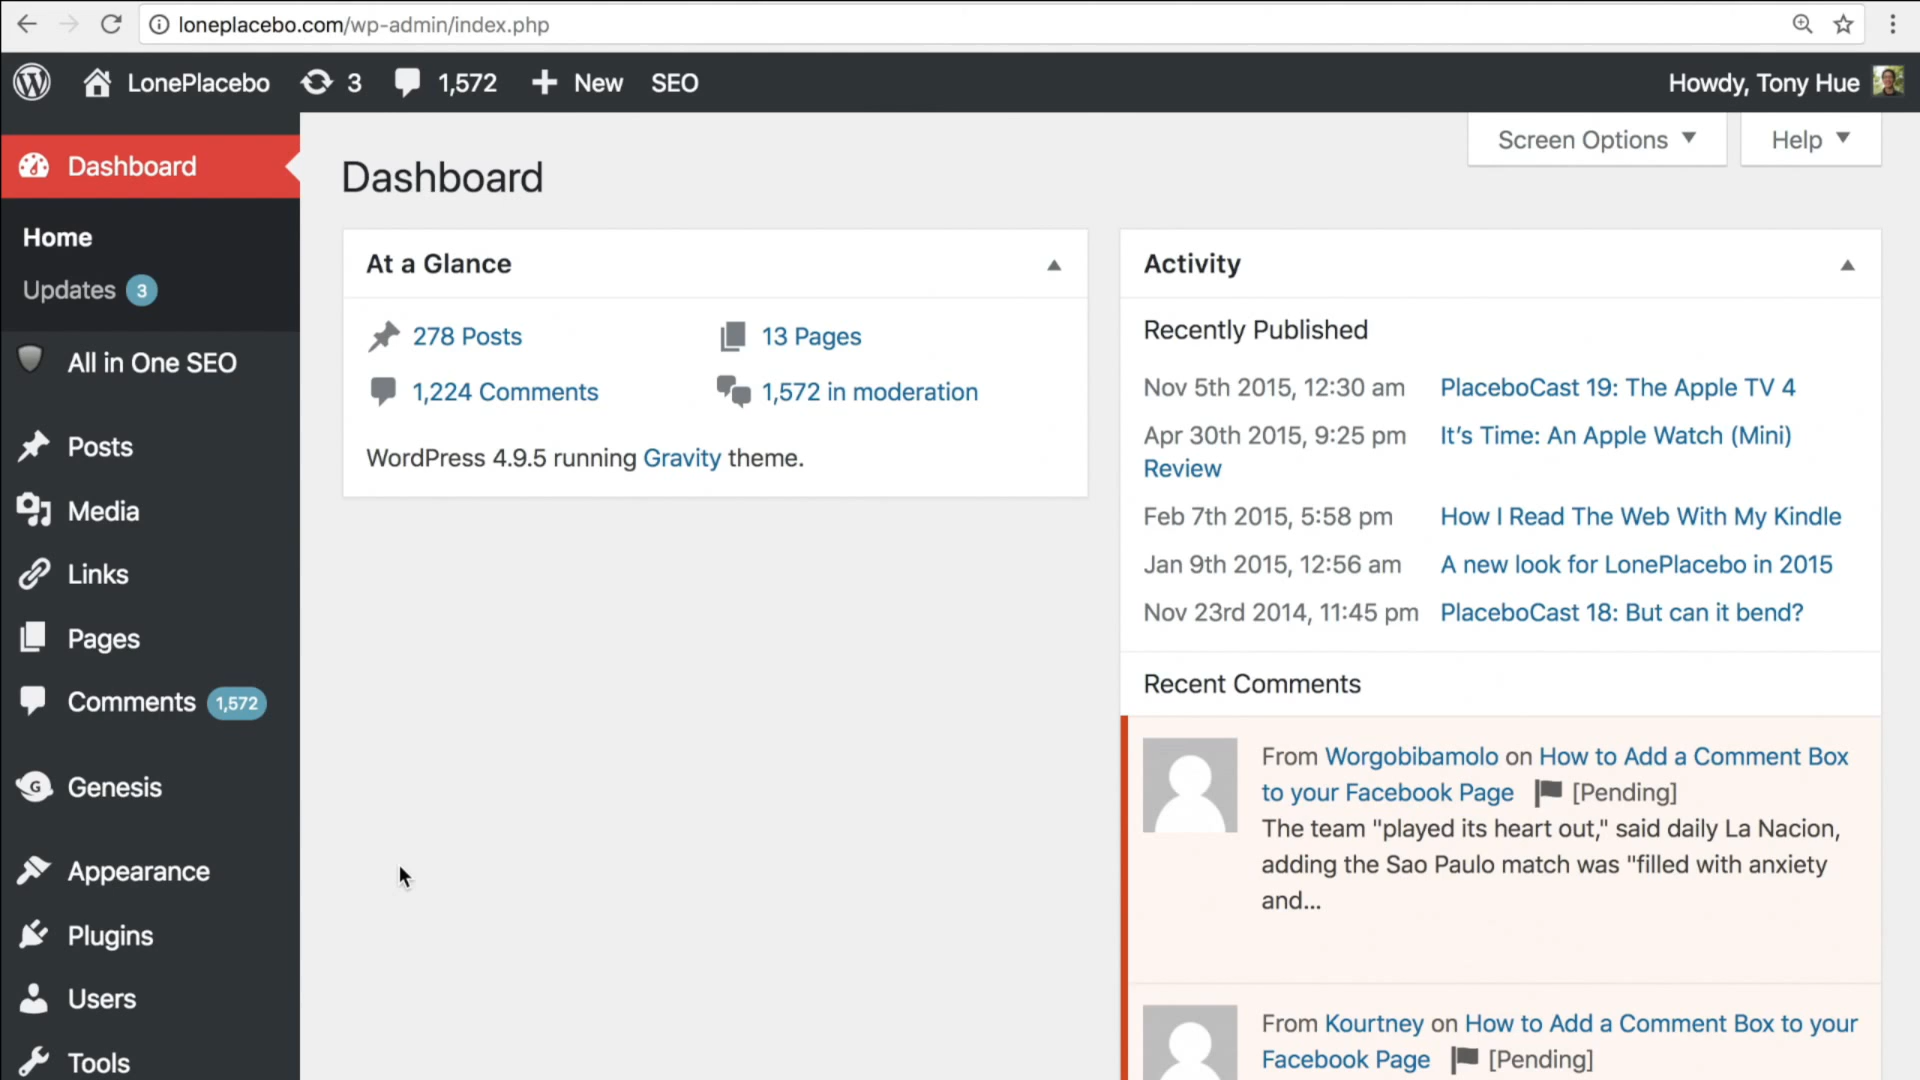 loneplacebo.com/wp-admin/index.php
LonePlacebo 3 1,572 + New SEO Howdy, Tony Hue
Screen Options ▼ Help ▼
Dashboard
Home
Updates 3
All in One SEO
Posts
Media
Links
Pages
Comments 1,572
Genesis
Appearance
Plugins
Users
Tools
Dashboard
At a Glance
278 Posts 13 Pages
1,224 Comments 1,572 in moderation
WordPress 4.9.5 running Gravity theme.
Activity
Recently Published
Nov 5th 2015, 12:30 am PlaceboCast 19: The Apple TV 4
Apr 30th 2015, 9:25 pm It’s Time: An Apple Watch (Mini)
Review
Feb 7th 2015, 5:58 pm How I Read The Web With My Kindle
Jan 9th 2015, 12:56 am A new look for LonePlacebo in 2015
Nov 23rd 2014, 11:45 pm PlaceboCast 18: But can it bend?
Recent Comments
From Worgobibamolo on How to Add a Comment Box
to your Facebook Page [Pending]
The team "played its heart out," said daily La Nacion,
adding the Sao Paulo match was "filled with anxiety
and...
From Kourtney on How to Add a Comment Box to your
Facebook Page [Pending]